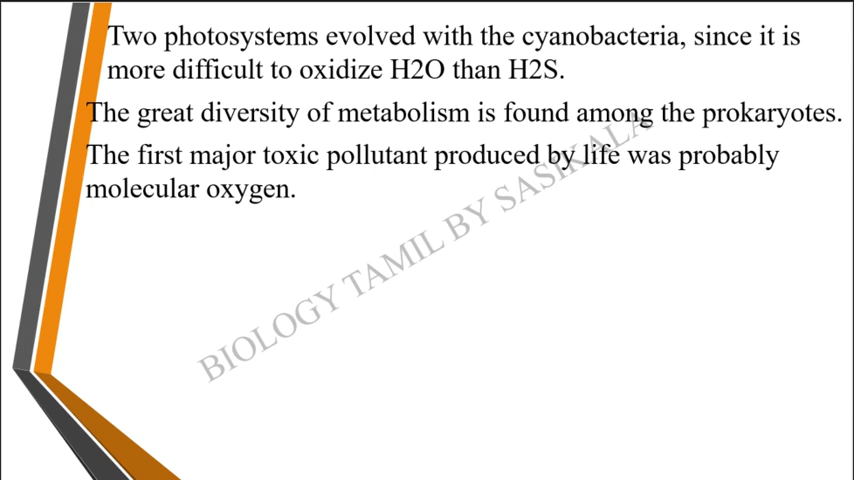 Two photosystems evolved with the cyanobacteria, since it is
more difficult to oxidize H2O than H2S.
The great diversity of metabolism is found among the prokaryotes.
The first major toxic pollutant produced by life was probably
molecular oxygen.
BIOLOGY TAMIL BY SASIKALA